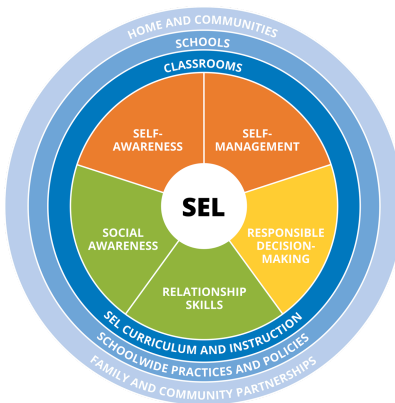 HOME AND COMMUNITIES
SCHOOLS
CLASSROOMS
SELF-
AWARENESS
SELF-
MANAGEMENT
SEL
SOCIAL
AWARENESS
RESPONSIBLE
DECISION-
MAKING
RELATIONSHIP
SKILLS
SEL CURRICULUM AND INSTRUCTION
SCHOOLWIDE PRACTICES AND POLICIES
FAMILY AND COMMUNITY PARTNERSHIPS